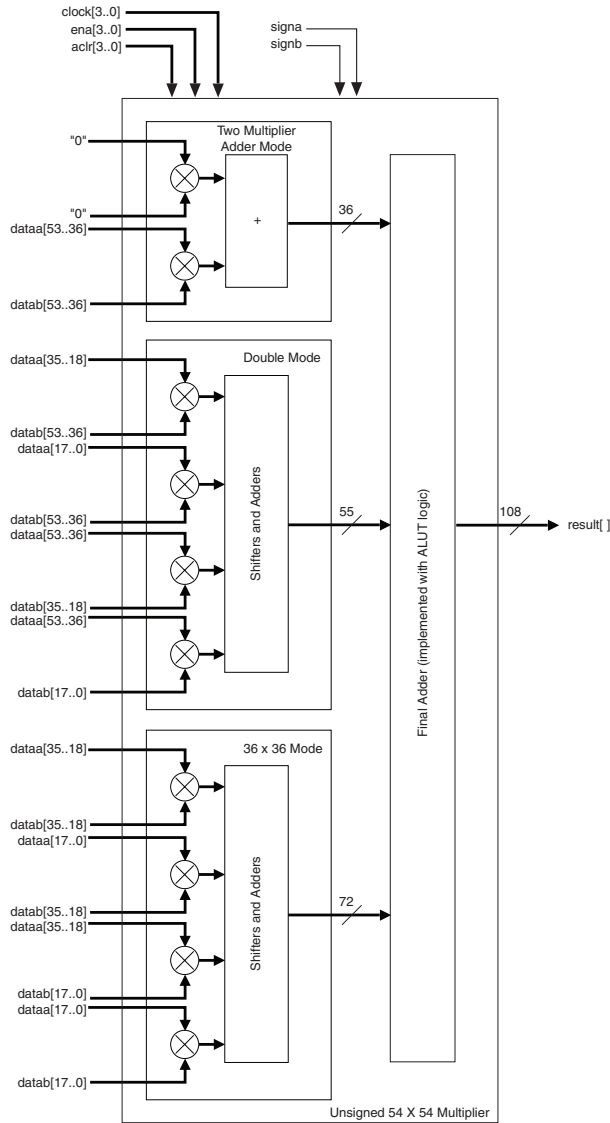 clock[3..0]
ena[3..0]
aclr[3..0]
signa
signb
Two Multiplier
Adder Mode
"0"
"0"
dataa[53..36]
datab[53..36]
+
36
Double Mode
dataa[35..18]
datab[53..36]
dataa[17..0]
datab[53..36]
dataa[53..36]
datab[35..18]
dataa[53..36]
datab[17..0]
Shifters and Adders
55
Final Adder (implemented with ALUT logic)
108
result[ ]
36 x 36 Mode
dataa[35..18]
datab[35..18]
dataa[17..0]
datab[35..18]
dataa[35..18]
datab[17..0]
dataa[17..0]
datab[17..0]
Shifters and Adders
72
Unsigned 54 X 54 Multiplier